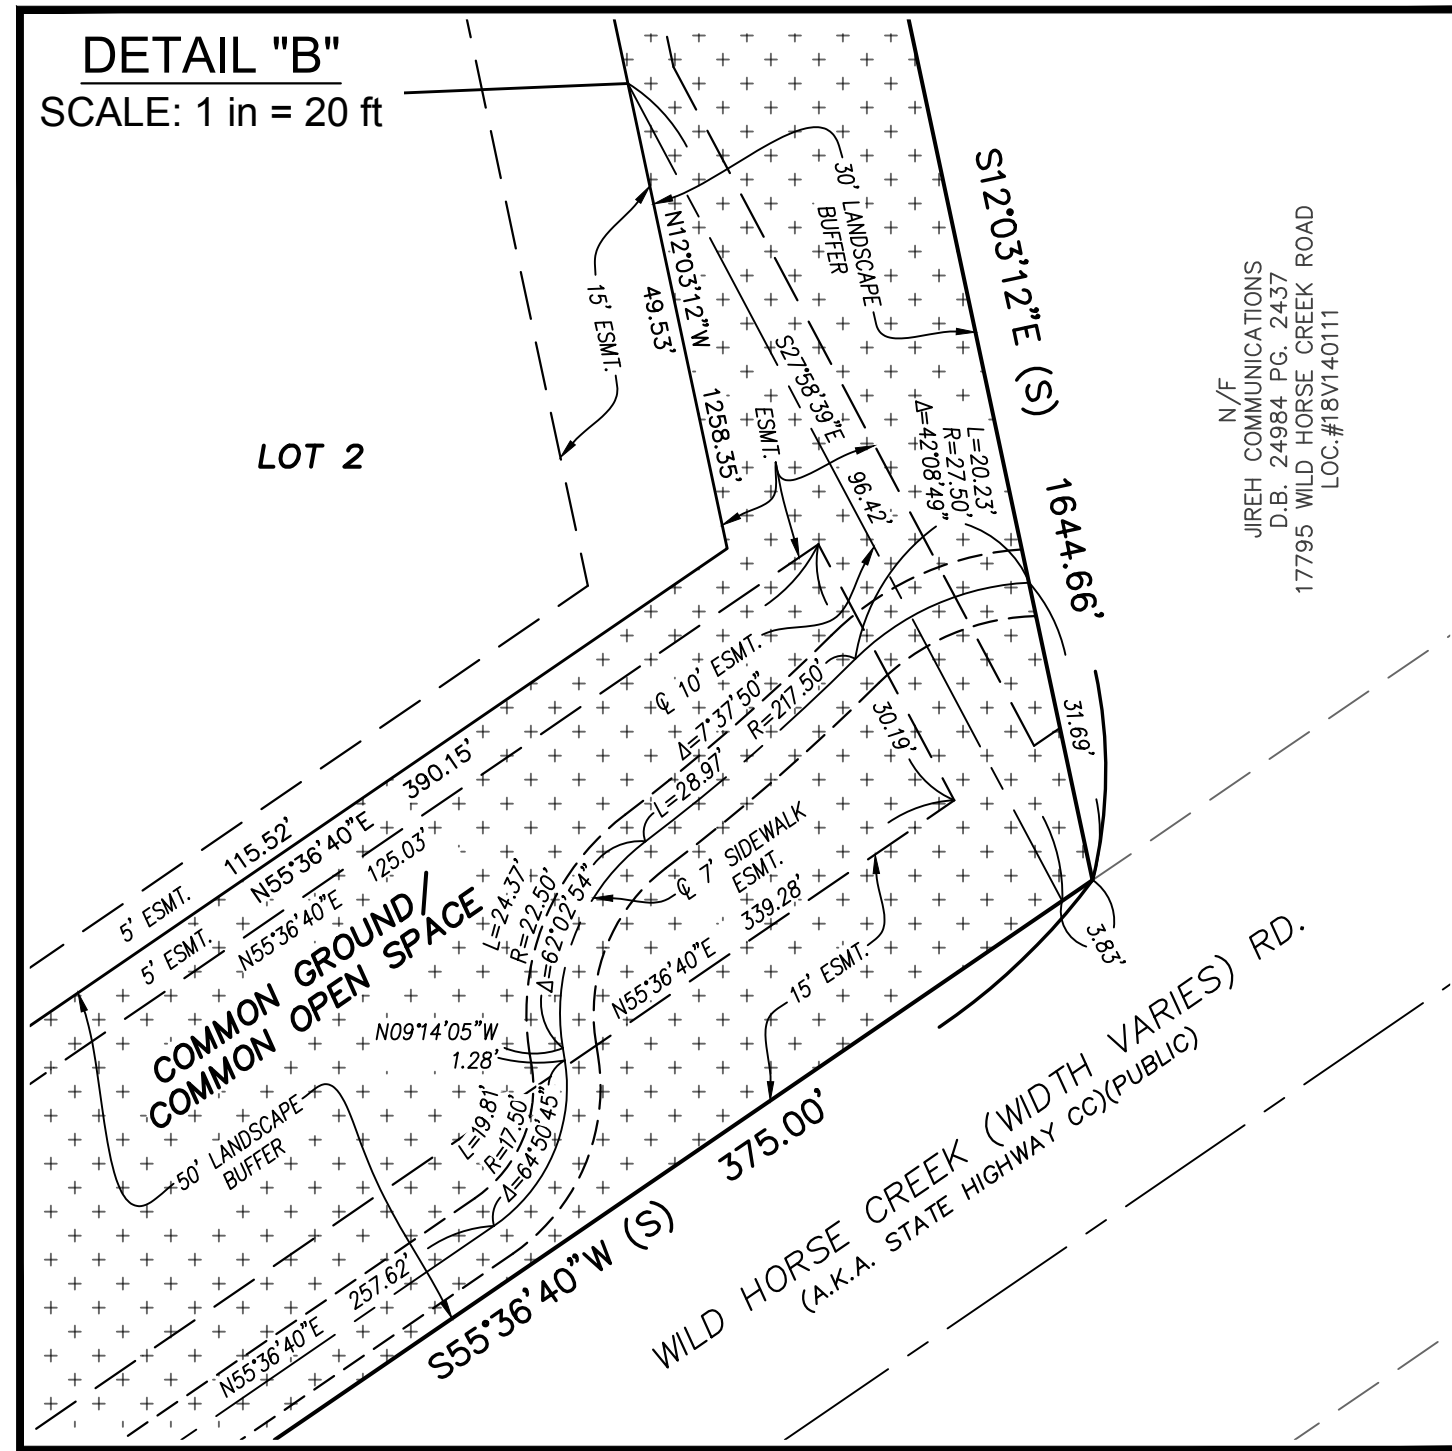 DETAIL "B"
SCALE: 1 in = 20 ft
LOT 2
15' ESMT.
N12°03'12"W
49.53'
1258.35'
30' LANDSCAPE
BUFFER
S27°58'39"E
96.42'
ESMT.
S12°03'12"E (S)
1644.66'
L=20.23'
R=27.50'
Δ=42°08'49"
N/F
JIREH COMMUNICATIONS
D.B. 24984 PG. 2437
17795 WILD HORSE CREEK ROAD
LOC.#18V140111
℄ 10' ESMT.
Δ=7°37'50"
R=217.50'
L=28.97'
30.19'
31.69'
3.83'
℄ 7' SIDEWALK
ESMT.
390.15'
115.52'
N55°36'40"E
5' ESMT.
5' ESMT.
N55°36'40"E
125.03'
COMMON GROUND/
COMMON OPEN SPACE
L=24.37'
R=22.50'
Δ=62°02'54"
N55°36'40"E
339.28'
15' ESMT.
N09°14'05"W
1.28'
L=19.81'
R=17.50'
Δ=64°50'45"
50' LANDSCAPE
BUFFER
N55°36'40"E
257.62'
S55°36'40"W (S)
375.00'
WILD HORSE CREEK (WIDTH VARIES) RD.
(A.K.A. STATE HIGHWAY CC)(PUBLIC)